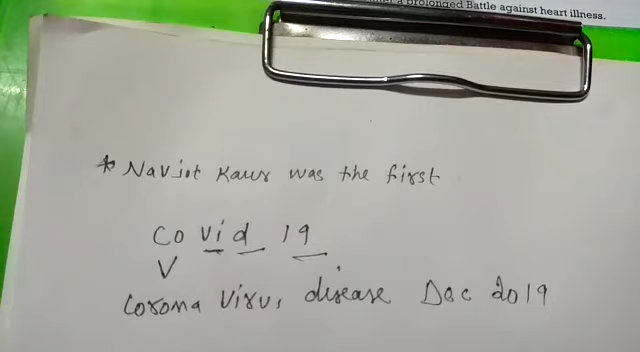 a prolonged Battle against heart illness.
* Navjot Kaur was the first
Covid 19
Corona Virus, disease Dec 2019